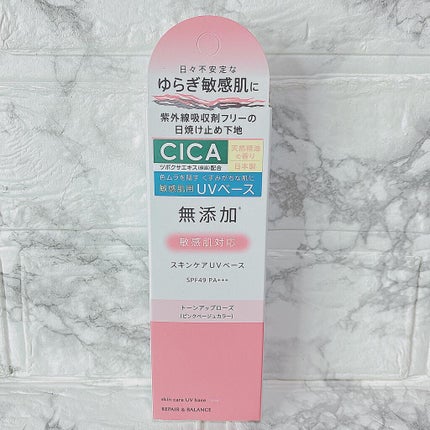 日々不安定な
ゆらぎ敏感肌に
紫外線吸収剤フリーの
日焼け止め下地
CICA
ツボクサエキス(保湿)配合
天然精油
の香り
日本製
色ムラを隠す くすみがちな肌に
敏感肌用 UVベース
無添加*
敏感肌対応
スキンケアUVベース
SPF49 PA+++
トーンアップローズ
(ピンクベージュカラー)
skin care UV base
REPAIR & BALANCE